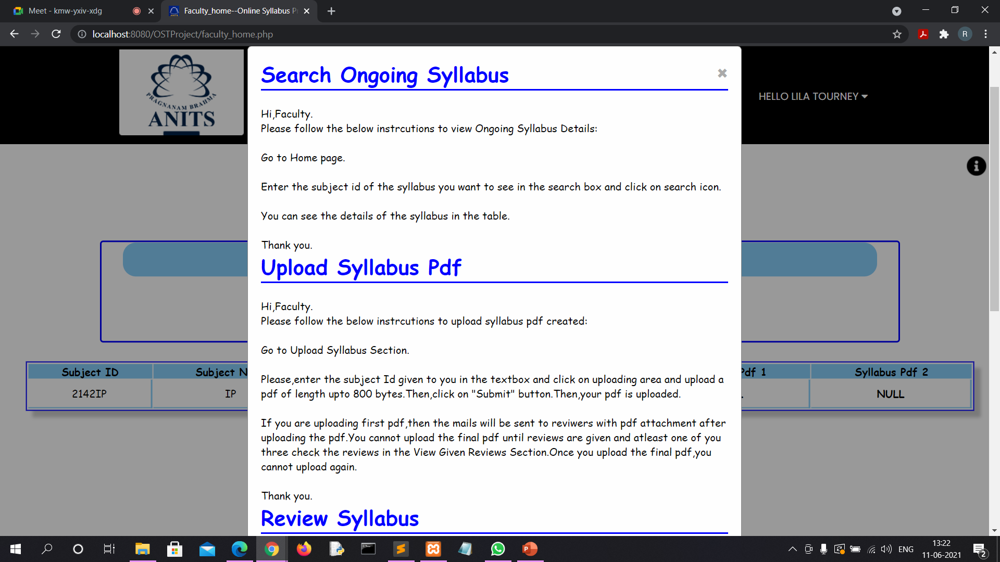 Meet - kmw-yxiv-xdg
Faculty_home--Online Syllabus P
localhost:8080/OSTProject/faculty_home.php
R
PRAGNANAM BRAHMA
ANITS
HELLO LILA TOURNEY
Search Ongoing Syllabus
Hi,Faculty.
Please follow the below instrcutions to view Ongoing Syllabus Details:
Go to Home page.
Enter the subject id of the syllabus you want to see in the search box and click on search icon.
You can see the details of the syllabus in the table.
Thank you.
Upload Syllabus Pdf
Hi,Faculty.
Please follow the below instrcutions to upload syllabus pdf created:
Go to Upload Syllabus Section.
Please,enter the subject Id given to you in the textbox and click on uploading area and upload a
pdf of length upto 800 bytes.Then,click on "Submit" button.Then,your pdf is uploaded.
If you are uploading first pdf,then the mails will be sent to reviwers with pdf attachment after
uploading the pdf.You cannot upload the final pdf until reviews are given and atleast one of you
three check the reviews in the View Given Reviews Section.Once you upload the final pdf,you
cannot upload again.
Thank you.
Review Syllabus
Subject ID Subject N Pdf 1 Syllabus Pdf 2
2142IP IP NULL
ENG
13:22
11-06-2021
2